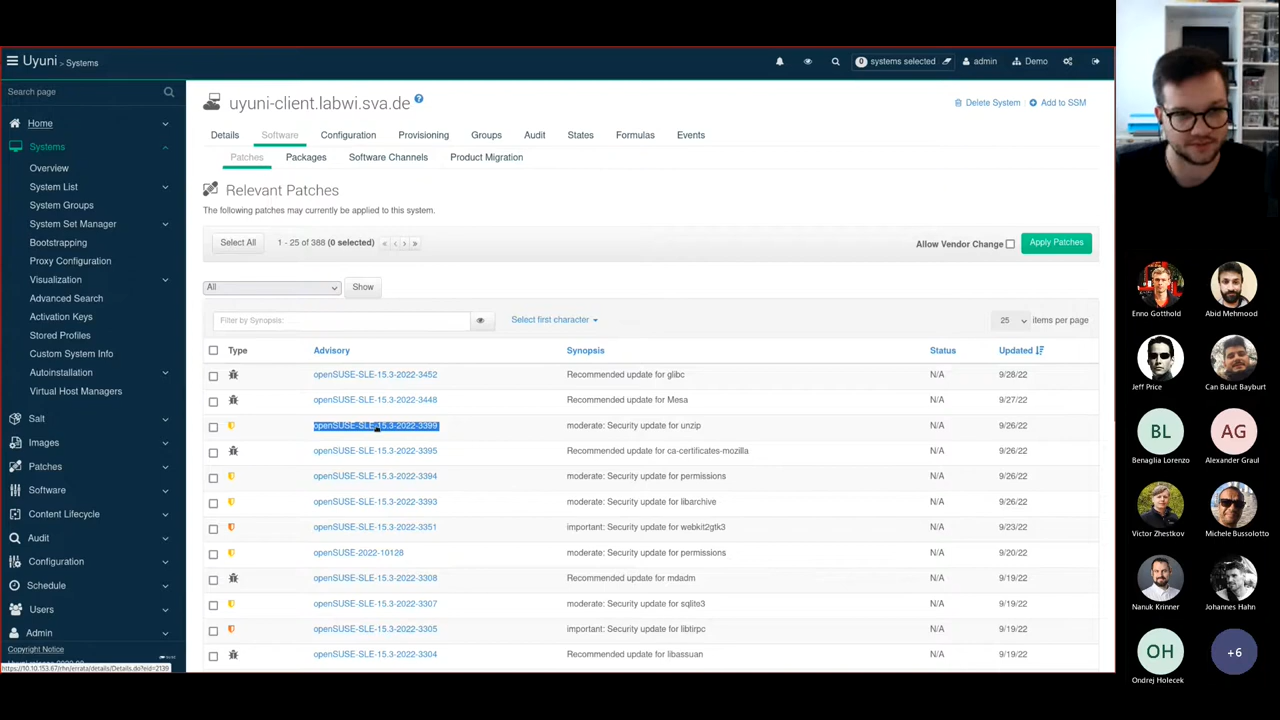 Uyuni > Systems
0 systems selected
admin
Demo
Search page
Home
Systems
Overview
System List
System Groups
System Set Manager
Bootstrapping
Proxy Configuration
Visualization
Advanced Search
Activation Keys
Stored Profiles
Custom System Info
Autoinstallation
Virtual Host Managers
Salt
Images
Patches
Software
Content Lifecycle
Audit
Configuration
Schedule
Users
Admin
Copyright Notice
https://10.10.153.67/rhn/errata/details/Details.do?eid=2139
uyuni-client.labwi.sva.de ?
Delete System
Add to SSM
Details Software Configuration Provisioning Groups Audit States Formulas Events
Patches Packages Software Channels Product Migration
Relevant Patches
The following patches may currently be applied to this system.
Select All 1 - 25 of 388 (0 selected) Allow Vendor Change Apply Patches
All Show
Filter by Synopsis: Select first character 25 items per page
Type Advisory Synopsis Status Updated
openSUSE-SLE-15.3-2022-3452 Recommended update for glibc N/A 9/28/22
openSUSE-SLE-15.3-2022-3448 Recommended update for Mesa N/A 9/27/22
openSUSE-SLE-15.3-2022-3399 moderate: Security update for unzip N/A 9/26/22
openSUSE-SLE-15.3-2022-3395 Recommended update for ca-certificates-mozilla N/A 9/26/22
openSUSE-SLE-15.3-2022-3394 moderate: Security update for permissions N/A 9/26/22
openSUSE-SLE-15.3-2022-3393 moderate: Security update for libarchive N/A 9/26/22
openSUSE-SLE-15.3-2022-3351 important: Security update for webkit2gtk3 N/A 9/23/22
openSUSE-2022-10128 moderate: Security update for permissions N/A 9/20/22
openSUSE-SLE-15.3-2022-3308 Recommended update for mdadm N/A 9/19/22
openSUSE-SLE-15.3-2022-3307 moderate: Security update for sqlite3 N/A 9/19/22
openSUSE-SLE-15.3-2022-3305 important: Security update for libtirpc N/A 9/19/22
openSUSE-SLE-15.3-2022-3304 Recommended update for libassuan N/A 9/19/22
Enno Gotthold
Abid Mehmood
Jeff Price
Can Bulut Bayburt
BL
AG
Benaglia Lorenzo
Alexander Graul
Victor Zhestkov
Michele Bussolotto
Nanuk Krinner
Johannes Hahn
OH
+6
Ondrej Holecek